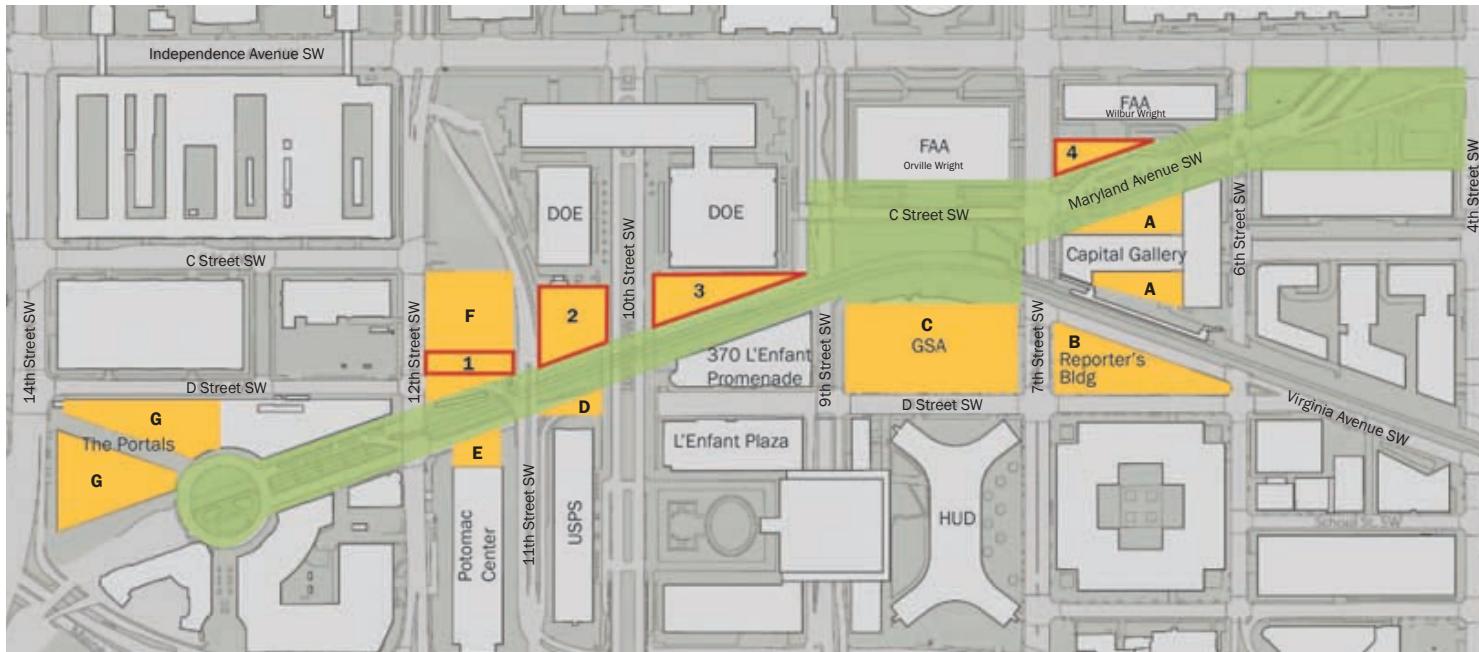 Independence Avenue SW
FAA
Wilbur Wright
FAA
Orville Wright
4
Maryland Avenue SW
DOE
DOE
C Street SW
A
6th Street SW
4th Street SW
C Street SW
10th Street SW
Capital Gallery
14th Street SW
12th Street SW
F
2
3
A
1
9th Street SW
C
GSA
7th Street SW
B
Reporter's
Bldg
370 L'Enfant
Promenade
D Street SW
D
D Street SW
Virginia Avenue SW
G
The Portals
G
E
L'Enfant Plaza
Potomac
Center
11th Street SW
USPS
HUD
School St. SW